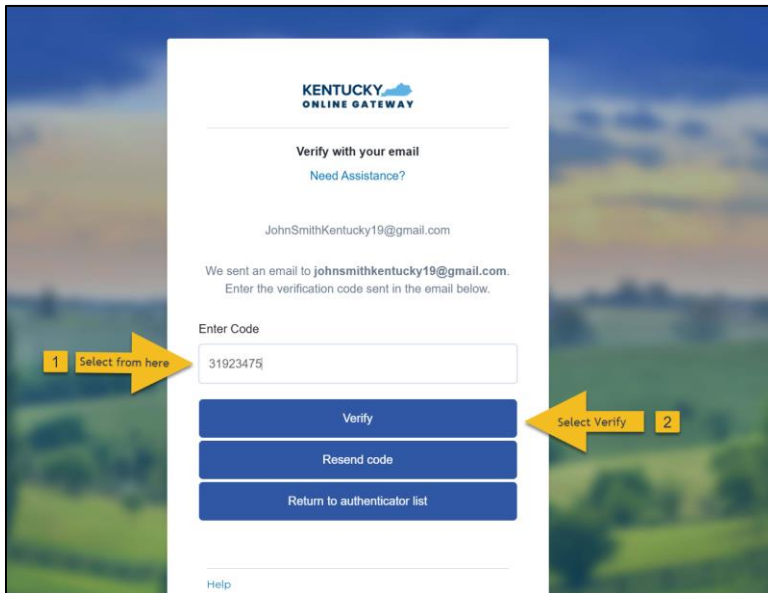 KENTUCKY
ONLINE GATEWAY
Verify with your email
Need Assistance?
JohnSmithKentucky19@gmail.com
We sent an email to johnsmithkentucky19@gmail.com.
Enter the verification code sent in the email below.
Enter Code
1 Select from here
31923475
Verify
Select Verify 2
Resend code
Return to authenticator list
Help